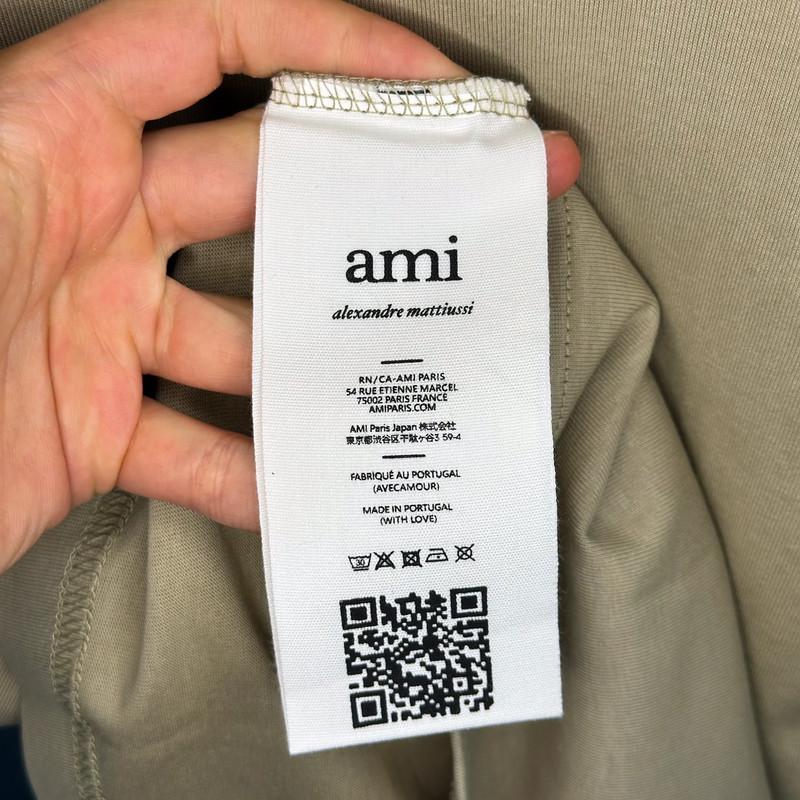 ami
alexandre mattiussi
RN/CA-AMI PARIS
54 RUE ETIENNE MARCEL
75002 PARIS FRANCE
AMIPARIS.COM
AMI Paris Japan 株式会社
東京都渋谷区千駄ヶ谷3 59-4
FABRIQUÉ AU PORTUGAL
(AVECAMOUR)
MADE IN PORTUGAL
(WITH LOVE)
30